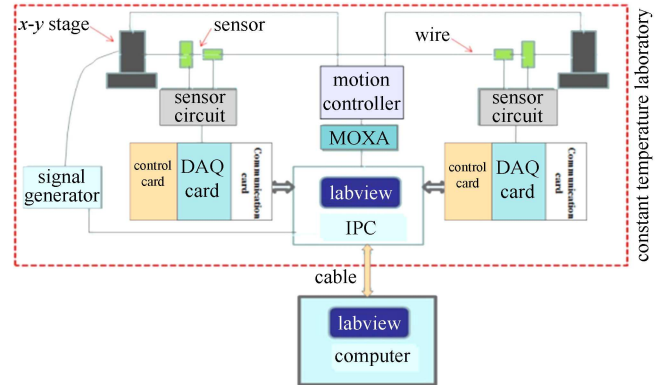 x-y stage
sensor
wire
motion
controller
sensor
circuit
sensor
circuit
MOXA
control
card
DAQ
card
Communication
card
control
card
DAQ
card
Communication
card
signal
generator
labview
IPC
cable
labview
computer
constant temperature laboratory